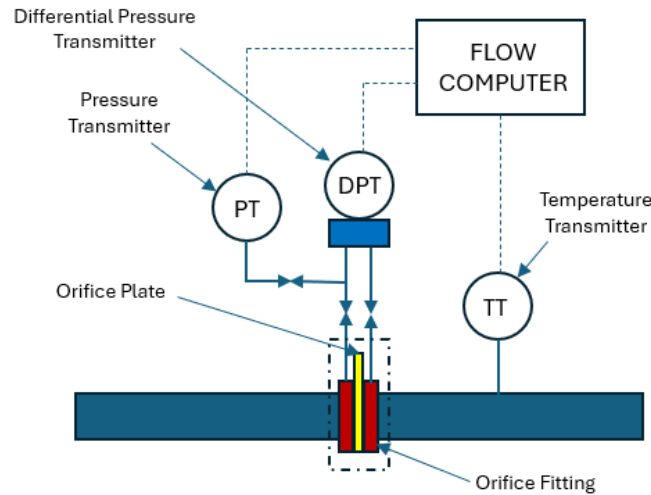 Differential Pressure
Transmitter
FLOW
COMPUTER
Pressure
Transmitter
DPT
PT
Temperature
Transmitter
Orifice Plate
TT
Orifice Fitting